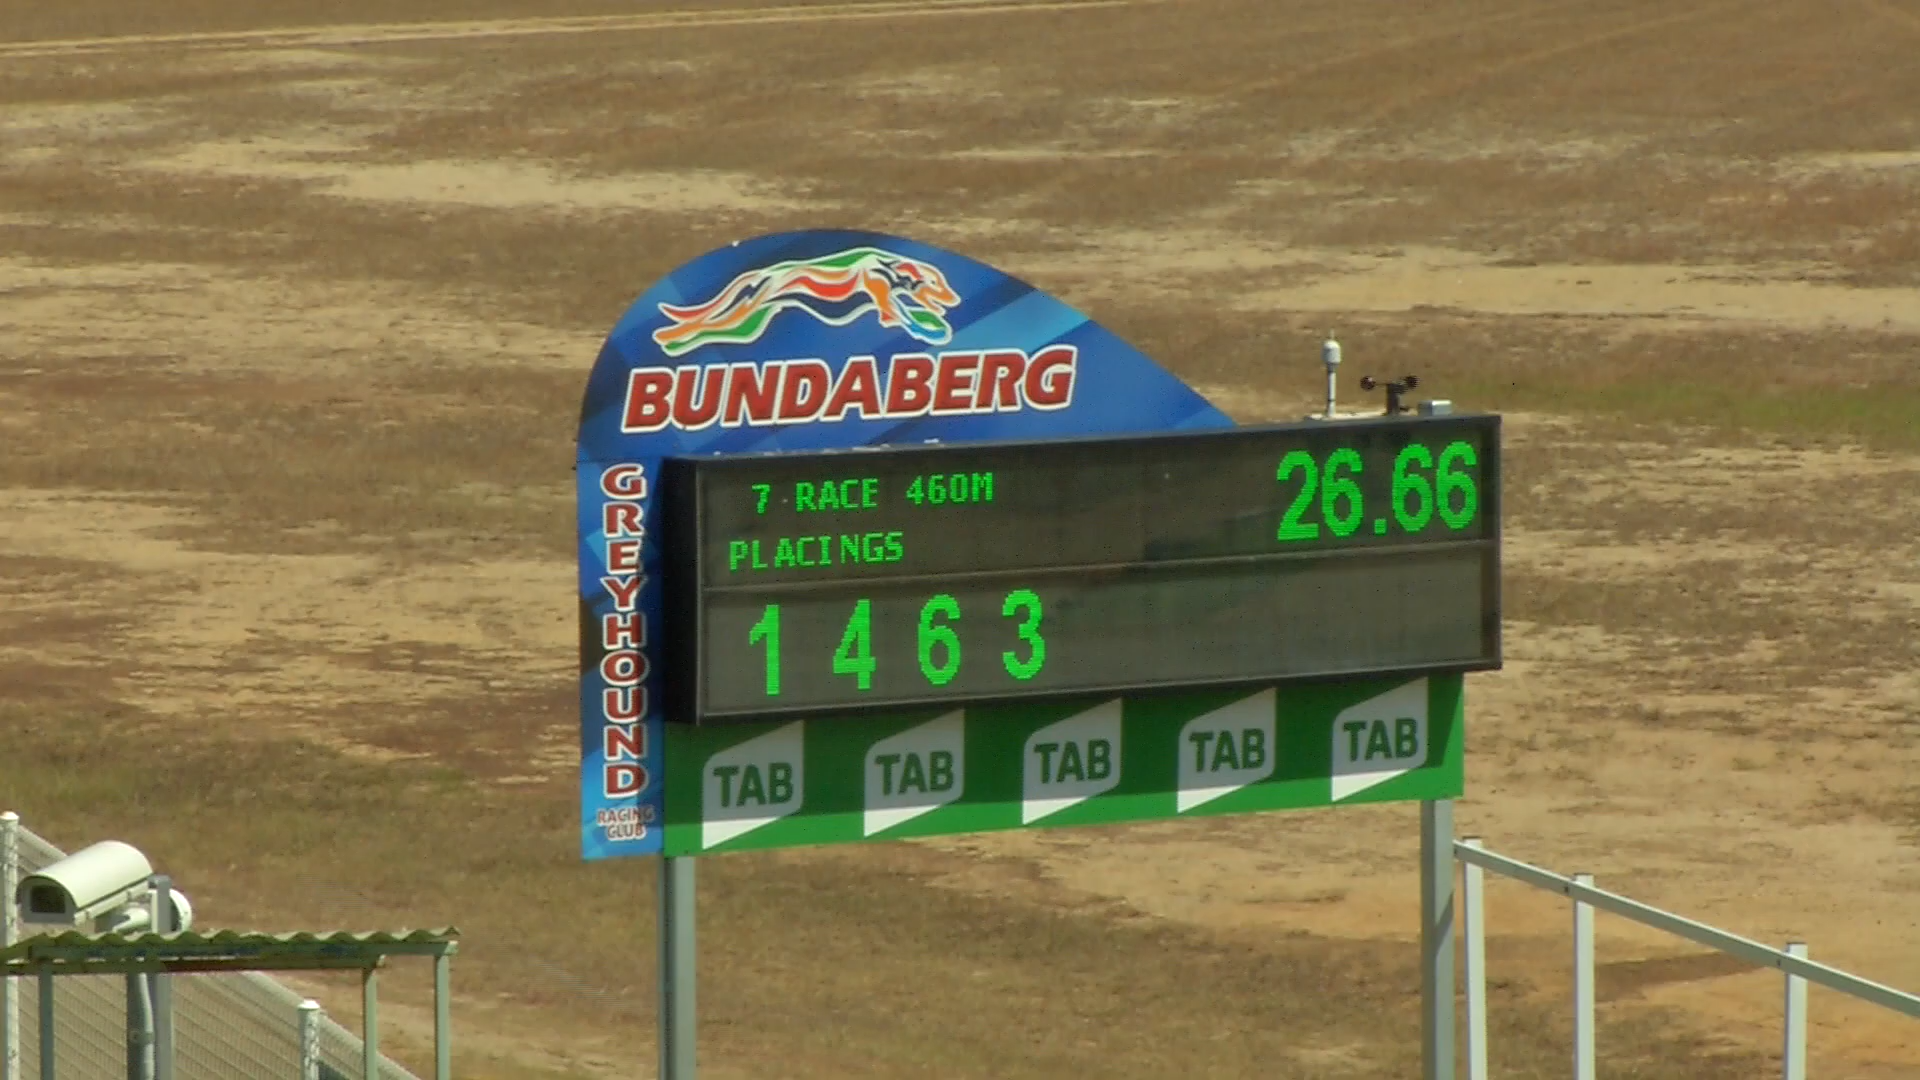 BUNDABERG
GREYHOUND
RACING
CLUB
7 RACE 460M
26.66
PLACINGS
1 4 6 3
TAB TAB TAB TAB TAB